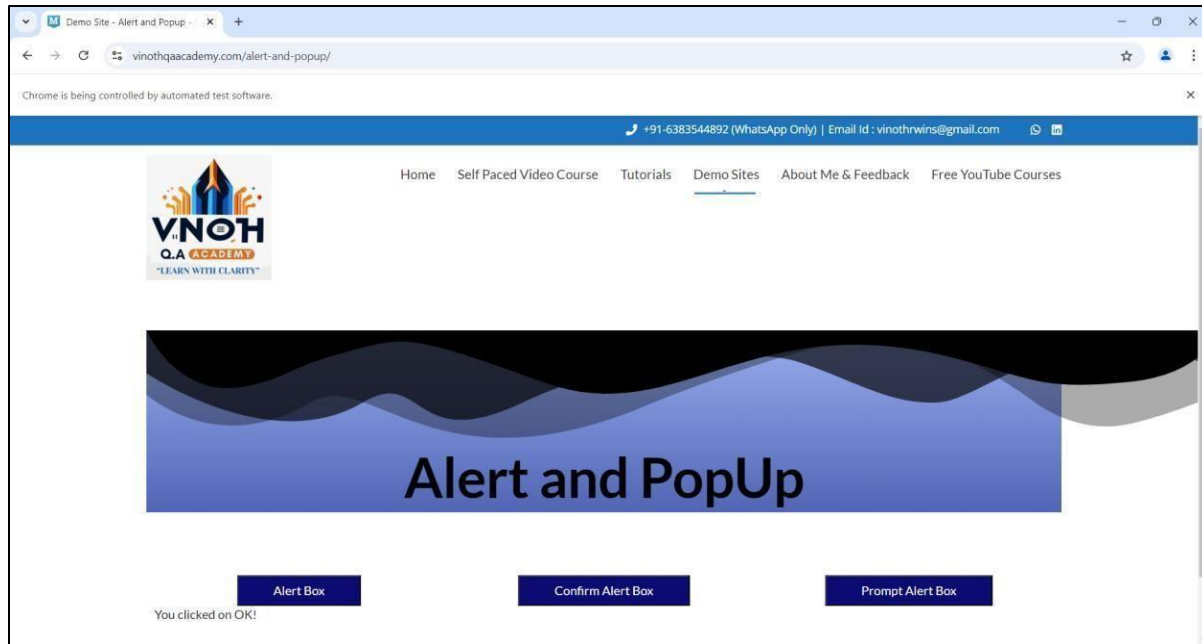 Demo Site - Alert and Popup -
vinothqaacademy.com/alert-and-popup/
Chrome is being controlled by automated test software.
+91-6383544892 (WhatsApp Only) | Email Id : vinothrwins@gmail.com
V.NOH
Q.A ACADEMY
"LEARN WITH CLARITY"
Home Self Paced Video Course Tutorials Demo Sites About Me & Feedback Free YouTube Courses
Alert and PopUp
Alert Box Confirm Alert Box Prompt Alert Box
You clicked on OK!